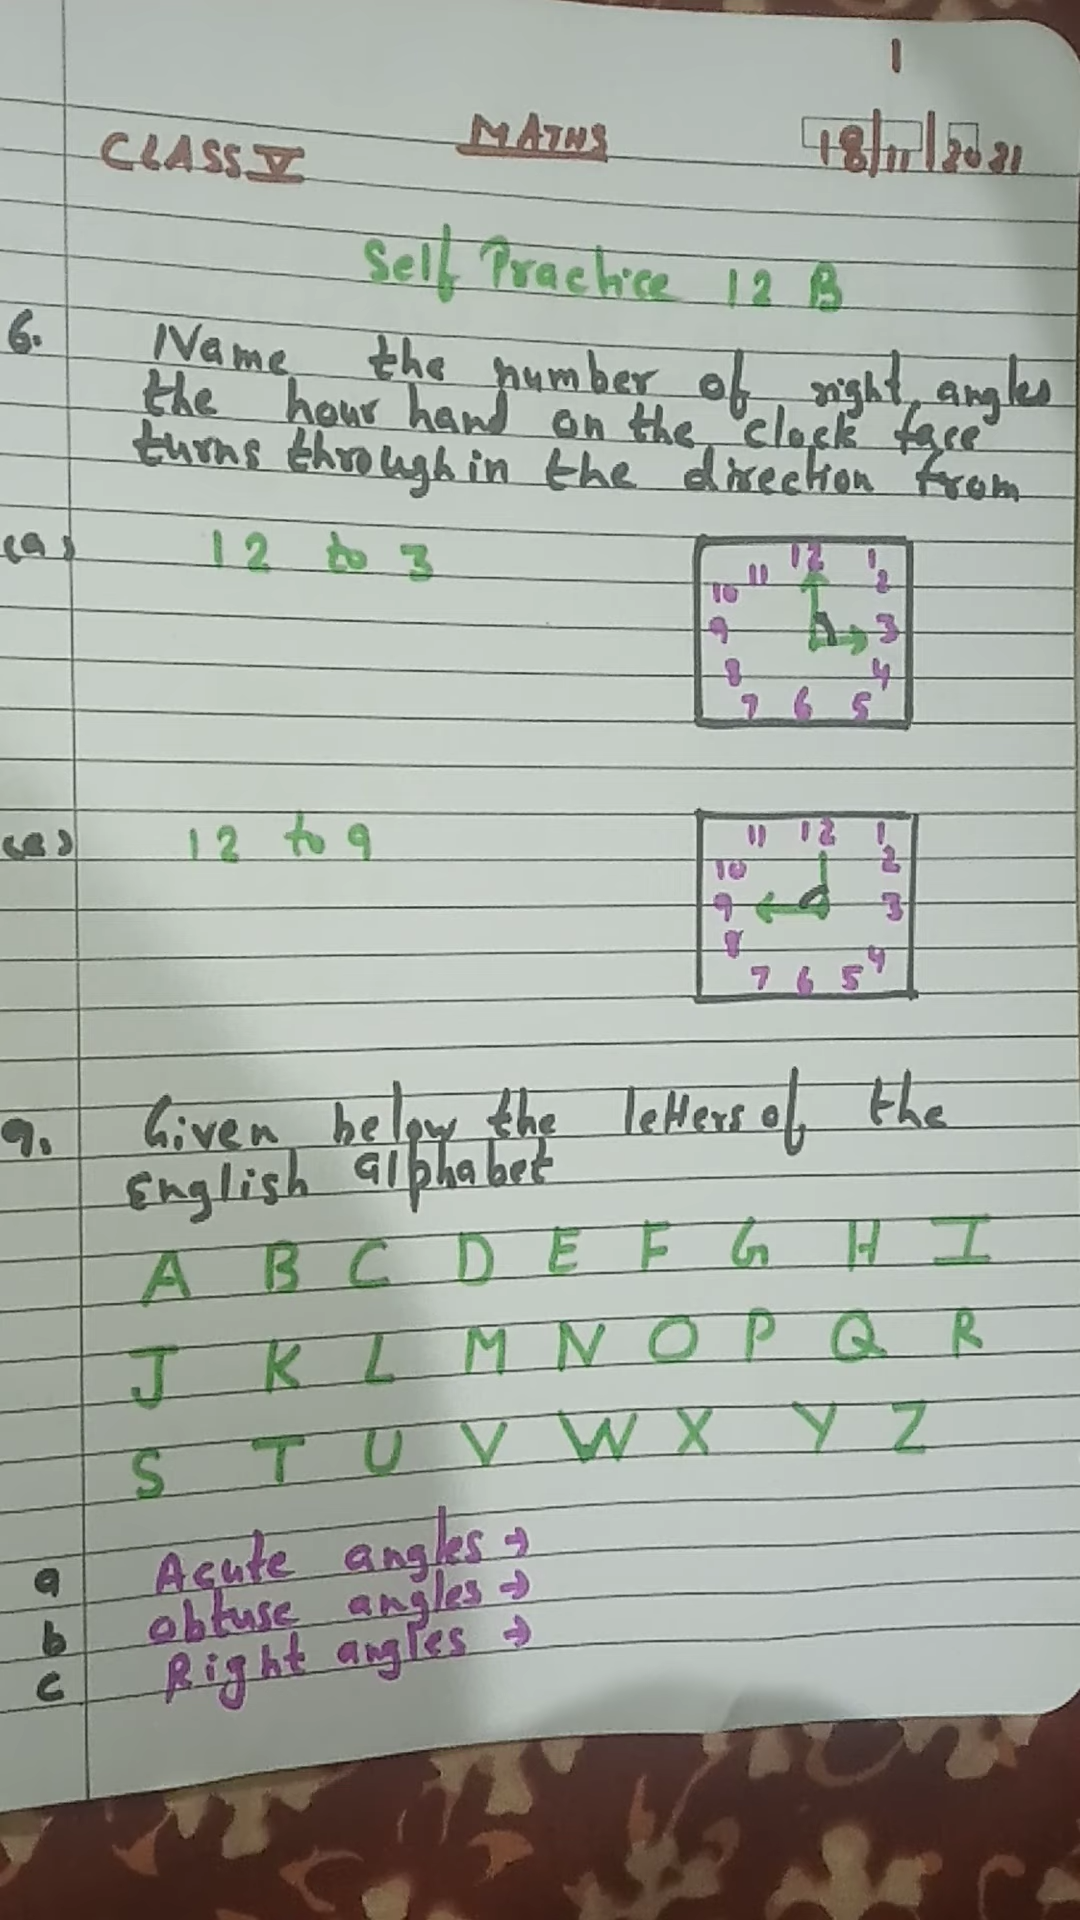 1
CLASS V MATHS 18/11/2021
Self Practice 12 B
6. Name the number of right angles
the hour hand on the clock face
turns through in the direction from
(a) 12 to 3
12 1
11 2
10
9 3
8 4
7 6 5
(B) 12 to 9
11 12 1
10 2
9 3
8 4
7 6 5
9. Given below the letters of the
English alphabet
A B C D E F G H I
J K L M N O P Q R
S T U V W X Y Z
a Acute angles →
b obtuse angles →
c Right angles →